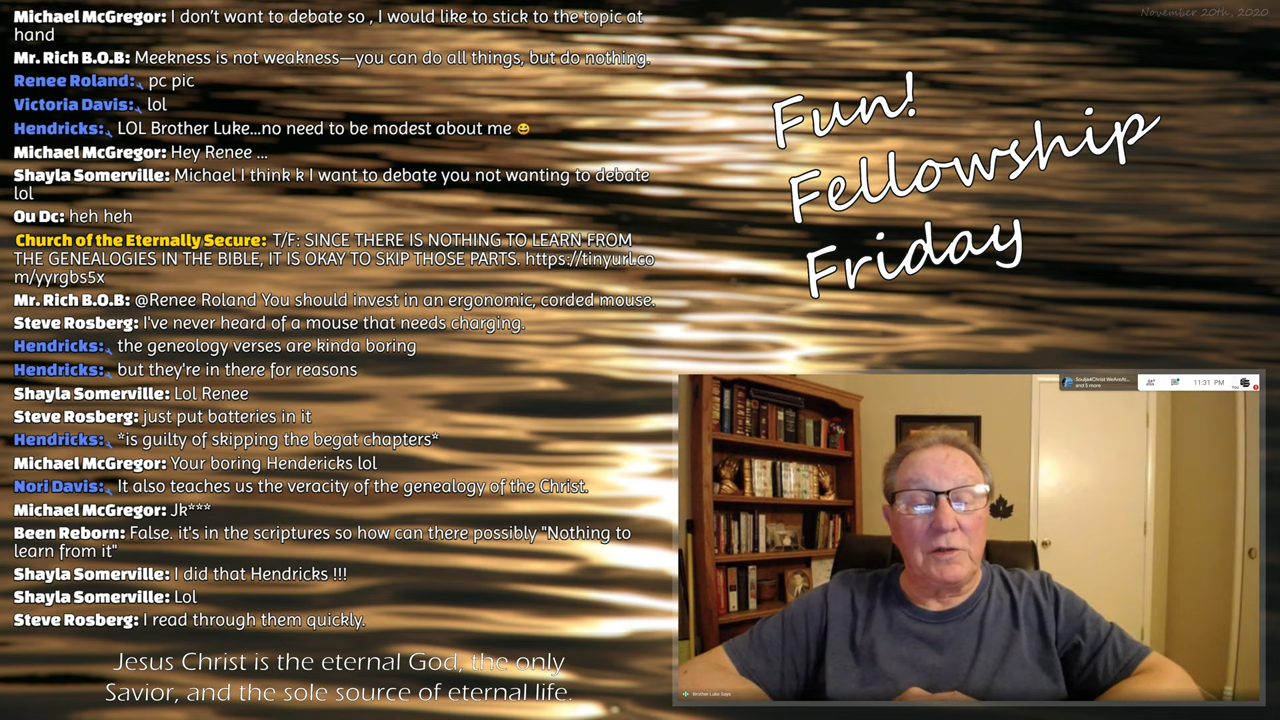 Michael McGregor: I don't want to debate so , I would like to stick to the topic at
hand
Mr. Rich B.O.B: Meekness is not weakness—you can do all things, but do nothing.
Renee Roland: pc pic
Victoria Davis: lol
Hendricks: LOL Brother Luke...no need to be modest about me 😄
Michael McGregor: Hey Renee ...
Shayla Somerville: Michael I think k I want to debate you not wanting to debate
lol
Ou Dc: heh heh
Church of the Eternally Secure: T/F: SINCE THERE IS NOTHING TO LEARN FROM
THE GENEALOGIES IN THE BIBLE, IT IS OKAY TO SKIP THOSE PARTS. https://tinyurl.co
m/yyrgbs5x
Mr. Rich B.O.B: @Renee Roland You should invest in an ergonomic, corded mouse.
Steve Rosberg: I've never heard of a mouse that needs charging.
Hendricks: the geneology verses are kinda boring
Hendricks: but they're in there for reasons
Shayla Somerville: Lol Renee
Steve Rosberg: just put batteries in it
Hendricks: *is guilty of skipping the begat chapters*
Michael McGregor: Your boring Hendericks lol
Nori Davis: It also teaches us the veracity of the genealogy of the Christ.
Michael McGregor: Jk***
Been Reborn: False. it's in the scriptures so how can there possibly "Nothing to
learn from it"
Shayla Somerville: I did that Hendricks !!!
Shayla Somerville: Lol
Steve Rosberg: I read through them quickly.
Jesus Christ is the eternal God, the only
Savior, and the sole source of eternal life.
November 20th, 2020
Fun!
Fellowship
Friday
Soulja4Christ WeAreAt...
and 5 more
11:31 PM
You
Brother Luke Says